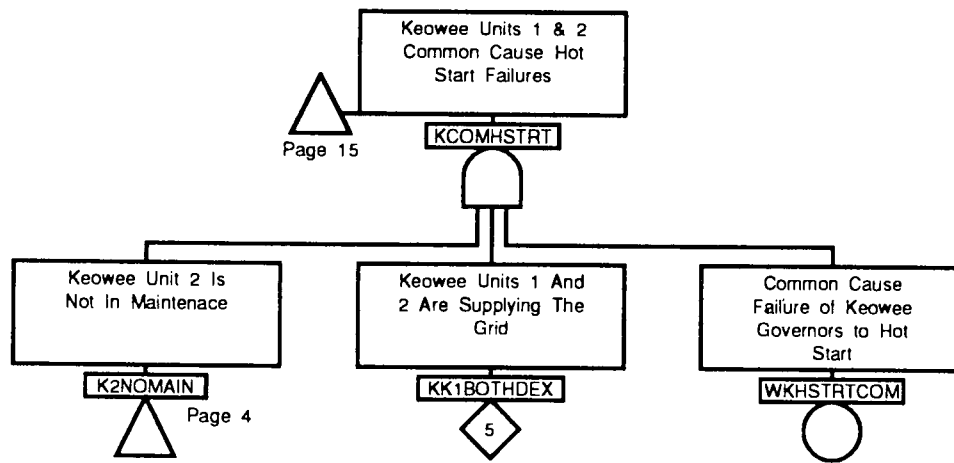 Keowee Units 1 & 2
Common Cause Hot
Start Failures
Page 15
KCOMHSTRT
Keowee Unit 2 Is
Not In Maintenace
K2NOMAIN
Page 4
Keowee Units 1 And
2 Are Supplying The
Grid
KK1BOTHDEX
5
Common Cause
Failure of Keowee
Governors to Hot
Start
WKHSTRTCOM